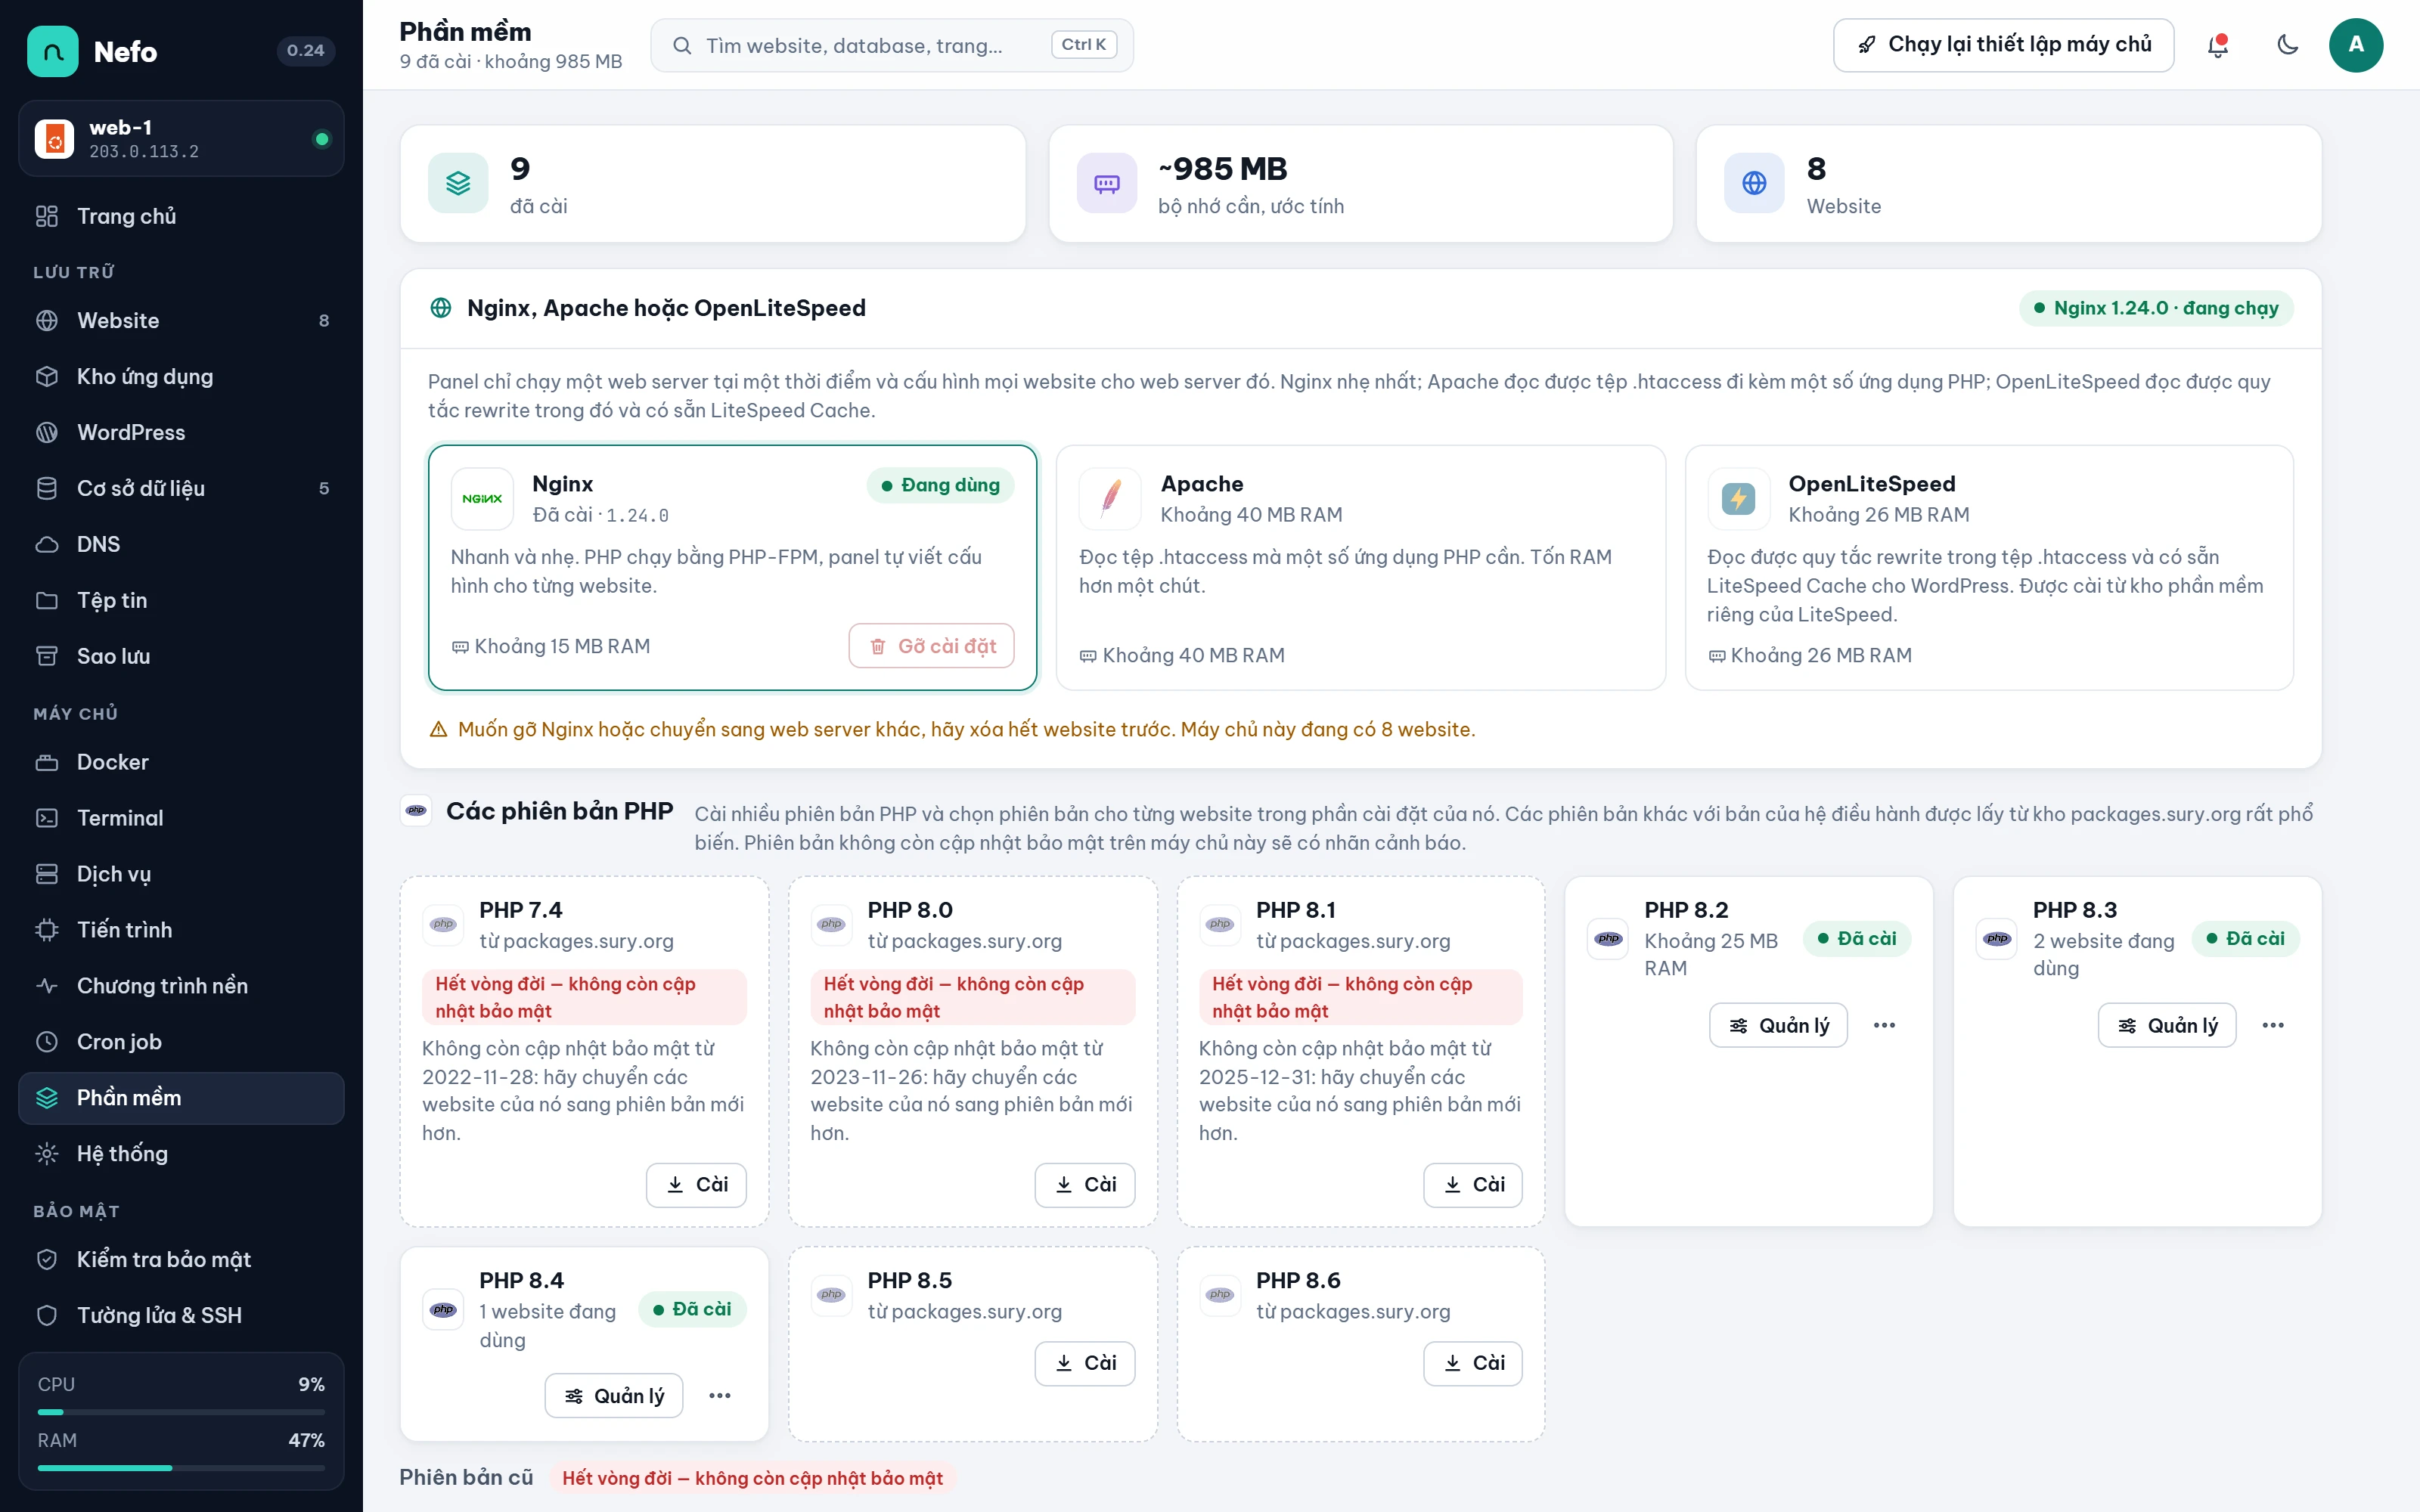 Nefo
0.24
web-1
203.0.113.2
Trang chủ
LƯU TRỮ
Website
8
Kho ứng dụng
WordPress
Cơ sở dữ liệu
5
DNS
Tệp tin
Sao lưu
MÁY CHỦ
Docker
Terminal
Dịch vụ
Tiến trình
Chương trình nền
Cron job
Phần mềm
Hệ thống
BẢO MẬT
Kiểm tra bảo mật
Tường lửa & SSH
CPU
9%
RAM
47%
Phần mềm
9 đã cài · khoảng 985 MB
Tìm website, database, trang...
Ctrl K
Chạy lại thiết lập máy chủ
A
9
đã cài
~985 MB
bộ nhớ cần, ước tính
8
Website
Nginx, Apache hoặc OpenLiteSpeed
Nginx 1.24.0 · đang chạy
Panel chỉ chạy một web server tại một thời điểm và cấu hình mọi website cho web server đó. Nginx nhẹ nhất; Apache đọc được tệp .htaccess đi kèm một số ứng dụng PHP; OpenLiteSpeed đọc được quy
tắc rewrite trong đó và có sẵn LiteSpeed Cache.
NGINX
Nginx
Đã cài · 1.24.0
Đang dùng
Nhanh và nhẹ. PHP chạy bằng PHP-FPM, panel tự viết cấu
hình cho từng website.
Khoảng 15 MB RAM
Gỡ cài đặt
Apache
Khoảng 40 MB RAM
Đọc tệp .htaccess mà một số ứng dụng PHP cần. Tốn RAM
hơn một chút.
Khoảng 40 MB RAM
OpenLiteSpeed
Khoảng 26 MB RAM
Đọc được quy tắc rewrite trong tệp .htaccess và có sẵn
LiteSpeed Cache cho WordPress. Được cài từ kho phần mềm
riêng của LiteSpeed.
Khoảng 26 MB RAM
Muốn gỡ Nginx hoặc chuyển sang web server khác, hãy xóa hết website trước. Máy chủ này đang có 8 website.
php
Các phiên bản PHP
Cài nhiều phiên bản PHP và chọn phiên bản cho từng website trong phần cài đặt của nó. Các phiên bản khác với bản của hệ điều hành được lấy từ kho packages.sury.org rất phổ
biến. Phiên bản không còn cập nhật bảo mật trên máy chủ này sẽ có nhãn cảnh báo.
php
PHP 7.4
từ packages.sury.org
Hết vòng đời — không còn cập
nhật bảo mật
Không còn cập nhật bảo mật từ
2022-11-28: hãy chuyển các
website của nó sang phiên bản mới
hơn.
Cài
php
PHP 8.0
từ packages.sury.org
Hết vòng đời — không còn cập
nhật bảo mật
Không còn cập nhật bảo mật từ
2023-11-26: hãy chuyển các
website của nó sang phiên bản mới
hơn.
Cài
php
PHP 8.1
từ packages.sury.org
Hết vòng đời — không còn cập
nhật bảo mật
Không còn cập nhật bảo mật từ
2025-12-31: hãy chuyển các
website của nó sang phiên bản mới
hơn.
Cài
php
PHP 8.2
Khoảng 25 MB
RAM
Đã cài
Quản lý
php
PHP 8.3
2 website đang
dùng
Đã cài
Quản lý
php
PHP 8.4
1 website đang
dùng
Đã cài
Quản lý
php
PHP 8.5
từ packages.sury.org
Cài
php
PHP 8.6
từ packages.sury.org
Cài
Phiên bản cũ
Hết vòng đời — không còn cập nhật bảo mật